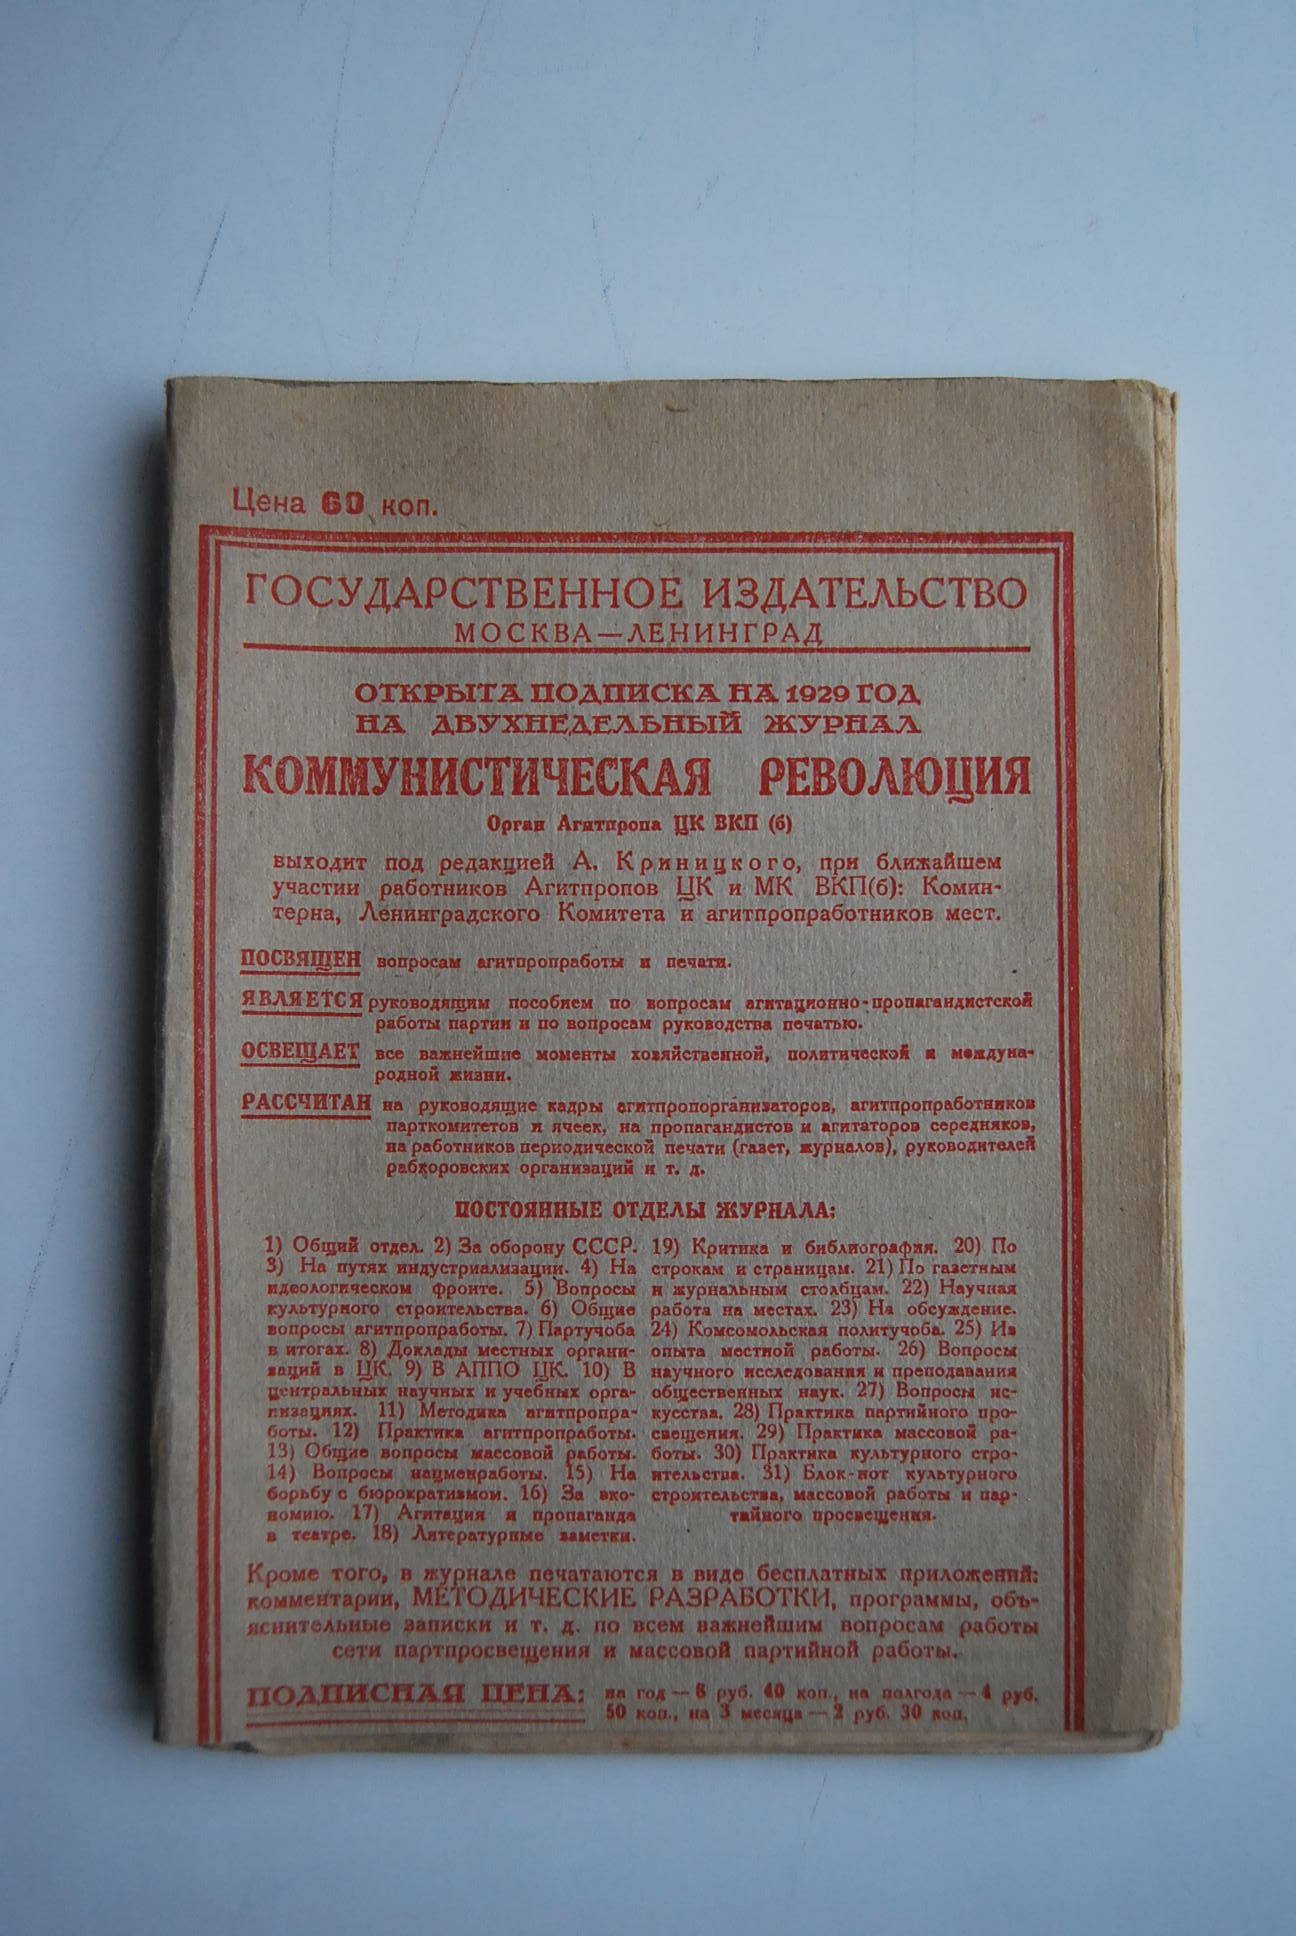 Цена 60 коп.
ГОСУДАРСТВЕННОЕ ИЗДАТЕЛЬСТВО
МОСКВА—ЛЕНИНГРАД
ОТКРЫТА ПОДПИСКА НА 1929 ГОД
НА ДВУХНЕДЕЛЬНЫЙ ЖУРНАЛ
КОММУНИСТИЧЕСКАЯ РЕВОЛЮЦИЯ
Орган Агитпропа ЦК ВКП (б)
выходит под редакцией А. Криницкого, при ближайшем
участии работников Агитпропов ЦК и МК ВКП(б): Комин-
терна, Ленинградского Комитета и агитпропработников мест.
ПОСВЯЩЕН вопросам агитпропработы и печати.
ЯВЛЯЕТСЯ руководящим пособием по вопросам агитационно-пропагандистской
работы партии и по вопросам руководства печатью.
ОСВЕЩАЕТ все важнейшие моменты хозяйственной, политической и междуна-
родной жизни.
РАССЧИТАН на руководящие кадры агитпропорганизаторов, агитпропработников
парткомитетов и ячеек, на пропагандистов и агитаторов середняков,
на работников периодической печати (газет, журналов), руководителей
рабкоровских организаций и т. д.
ПОСТОЯННЫЕ ОТДЕЛЫ ЖУРНАЛА:
1) Общий отдел. 2) За оборону СССР.
3) На путях индустриализации. 4) На
идеологическом фронте. 5) Вопросы
культурного строительства. 6) Общие
вопросы агитпропработы. 7) Партучоба
в итогах. 8) Доклады местных органи-
заций в ЦК. 9) В АППО ЦК. 10) В
центральных научных и учебных орга-
низациях. 11) Методика агитпропра-
боты. 12) Практика агитпропработы.
13) Общие вопросы массовой работы.
14) Вопросы нацменработы. 15) На
борьбу с бюрократизмом. 16) За эко-
номию. 17) Агитация и пропаганда
в театре. 18) Литературные заметки.
19) Критика и библиография. 20) По
строкам и страницам. 21) По газетным
и журнальным столбцам. 22) Научная
работа на местах. 23) На обсуждение.
24) Комсомольская политучоба. 25) Из
опыта местной работы. 26) Вопросы
научного исследования и преподавания
общественных наук. 27) Вопросы ис-
кусства. 28) Практика партийного про-
свещения. 29) Практика массовой ра-
боты. 30) Практика культурного стро-
ительства. 31) Блок-нот культурного
строительства, массовой работы и пар-
тийного просвещения.
Кроме того, в журнале печатаются в виде бесплатных приложений:
комментарии, МЕТОДИЧЕСКИЕ РАЗРАБОТКИ, программы, объ-
яснительные записки и т. д. по всем важнейшим вопросам работы
сети партпросвещения и массовой партийной работы.
ПОДПИСНАЯ ЦЕНА: на год — 8 руб. 40 коп., на полгода — 4 руб.
50 коп., на 3 месяца — 2 руб. 30 коп.